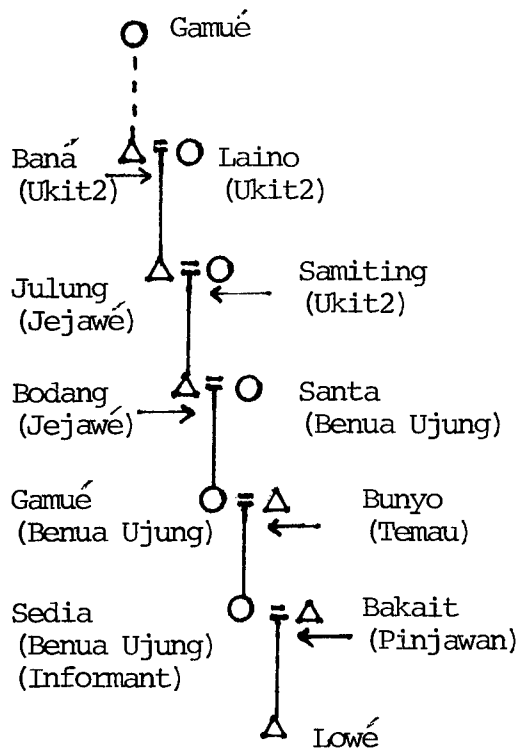 Gamué
Baná
(Ukit2)
Laino
(Ukit2)
Julung
(Jejawé)
Samiting
(Ukit2)
Bodang
(Jejawé)
Santa
(Benua Ujung)
Gamué
(Benua Ujung)
Bunyo
(Temau)
Sedia
(Benua Ujung)
(Informant)
Bakait
(Pinjawan)
Lowé